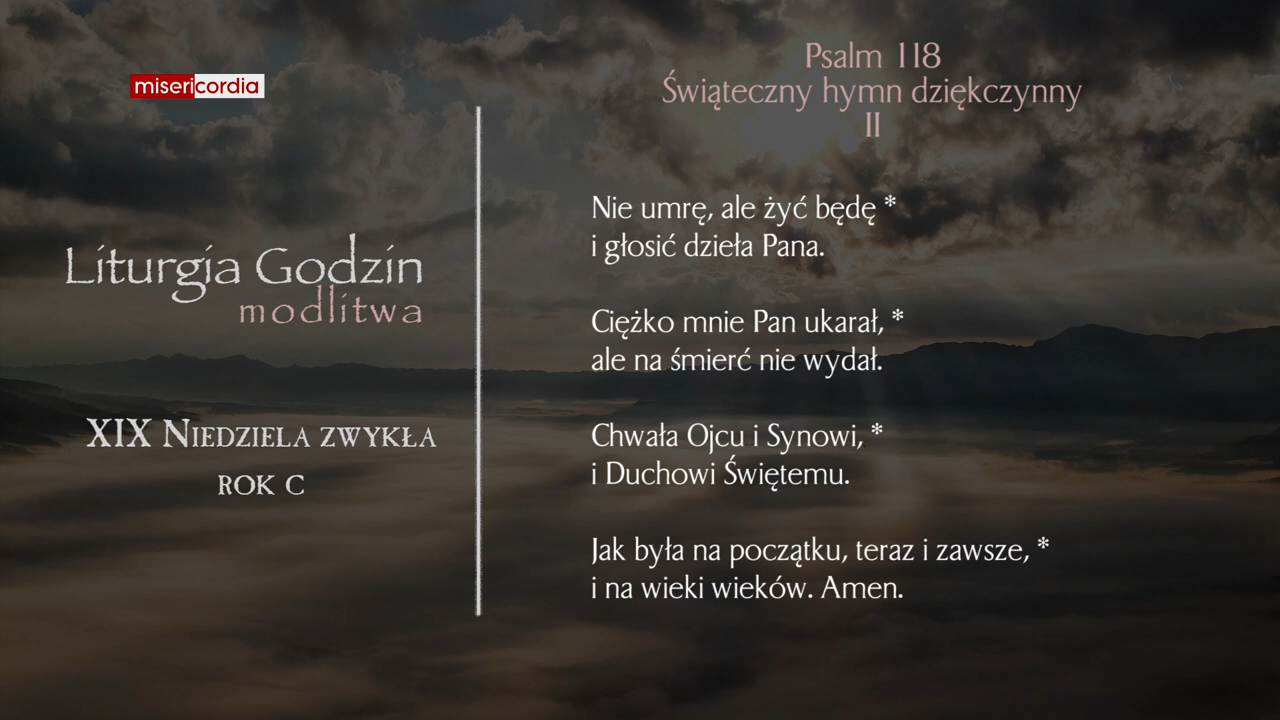 misericordia
Liturgia Godzin
modlitwa
XIX Niedziela zwykła
rok C
Psalm 118
Świąteczny hymn dziękczynny
II
Nie umrę, ale żyć będę *
i głosić dzieła Pana.
Ciężko mnie Pan ukarał, *
ale na śmierć nie wydał.
Chwała Ojcu i Synowi, *
i Duchowi Świętemu.
Jak była na początku, teraz i zawsze, *
i na wieki wieków. Amen.